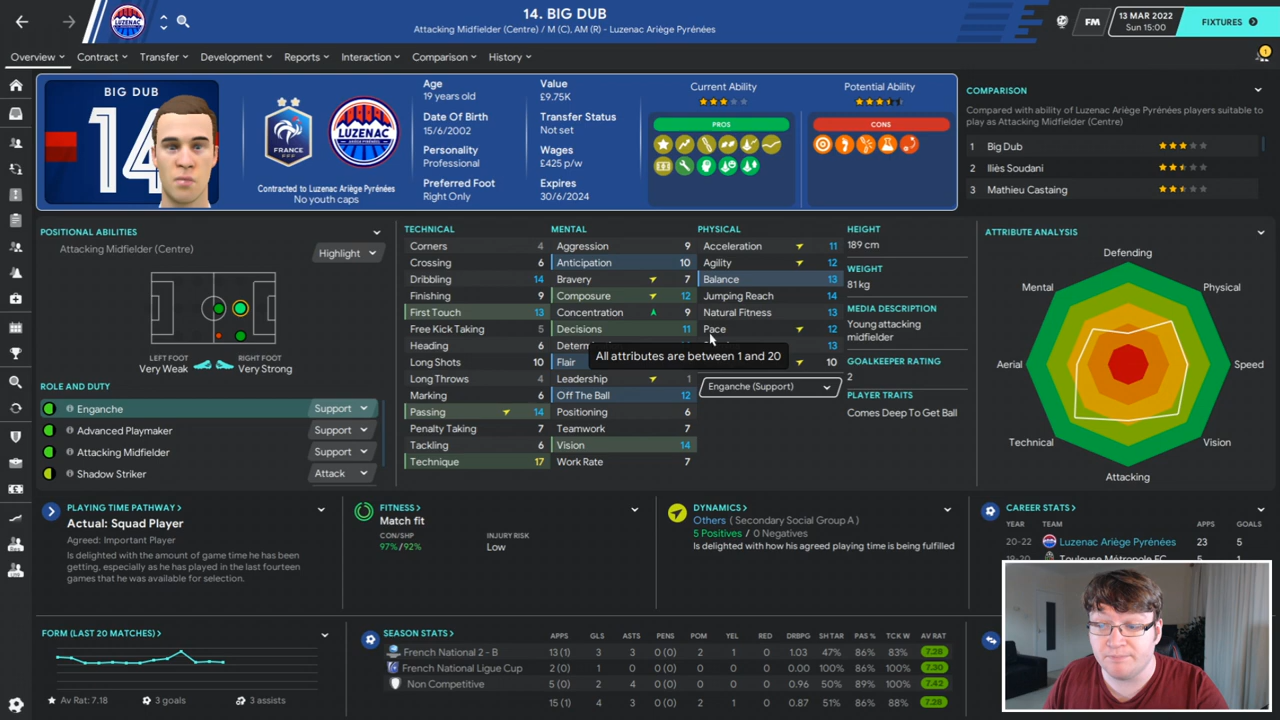 14. BIG DUB
Attacking Midfielder (Centre) / M (C), AM (R) - Luzenac Ariège Pyrénées
FM
13 MAR 2022
Sun 15:00
FIXTURES
1
Overview
Contract
Transfer
Development
Reports
Interaction
Comparison
History
BIG DUB
14
FRANCE
FFF
LUZENAC
Contracted to Luzenac Ariège Pyrénées
No youth caps
Age
19 years old
Date Of Birth
15/6/2002
Personality
Professional
Preferred Foot
Right Only
Value
£9.75K
Transfer Status
Not set
Wages
£425 p/w
Expires
30/6/2024
Current Ability
PROS
Potential Ability
CONS
COMPARISON
Compared with ability of Luzenac Ariège Pyrénées players suitable to
play as Attacking Midfielder (Centre)
1 Big Dub
2 Iliès Soudani
3 Mathieu Castaing
POSITIONAL ABILITIES
Attacking Midfielder (Centre)
Highlight
LEFT FOOT
Very Weak
RIGHT FOOT
Very Strong
ROLE AND DUTY
Enganche Support
Advanced Playmaker Support
Attacking Midfielder Support
Shadow Striker Attack
TECHNICAL
Corners 4
Crossing 6
Dribbling 14
Finishing 9
First Touch 13
Free Kick Taking 5
Heading 6
Long Shots 10
Long Throws 4
Marking 6
Passing 14
Penalty Taking 7
Tackling 6
Technique 17
MENTAL
Aggression 9
Anticipation 10
Bravery 7
Composure 12
Concentration 9
Decisions 11
Flair
Leadership 1
Off The Ball 12
Positioning 6
Teamwork 7
Vision 14
Work Rate 7
PHYSICAL
Acceleration 11
Agility 12
Balance 13
Jumping Reach 14
Natural Fitness 13
Pace 12
13
10
All attributes are between 1 and 20
Enganche (Support)
HEIGHT
189 cm
WEIGHT
81 kg
MEDIA DESCRIPTION
Young attacking
midfielder
GOALKEEPER RATING
2
PLAYER TRAITS
Comes Deep To Get Ball
ATTRIBUTE ANALYSIS
Defending
Physical
Speed
Vision
Attacking
Technical
Aerial
Mental
PLAYING TIME PATHWAY
Actual: Squad Player
Agreed: Important Player
Is delighted with the amount of game time he has been
getting, especially as he has played in the last fourteen
games that he was available for selection.
FITNESS
Match fit
CON/SHP
97%/92%
INJURY RISK
Low
DYNAMICS
Others (Secondary Social Group A)
5 Positives / 0 Negatives
Is delighted with how his agreed playing time is being fulfilled
CAREER STATS
YEAR TEAM APPS GOALS
20-22 Luzenac Ariège Pyrénées 23 5
FORM (LAST 20 MATCHES)
Av Rat: 7.18
3 goals
3 assists
SEASON STATS APPS GLS ASTS PENS POM YEL RED DRBPG SH TAR PAS % TCK W AV RAT
French National 2 - B 13 (1) 3 3 0 (0) 2 1 0 1.03 47% 86% 83% 7.28
French National Ligue Cup 2 (0) 1 0 0 (0) 0 0 0 0.00 100% 86% 100% 7.30
Non Competitive 5 (0) 2 4 0 (0) 0 0 0 0.96 50% 89% 100% 7.42
15 (1) 4 3 0 (0) 2 1 0 0.87 51% 86% 88% 7.28